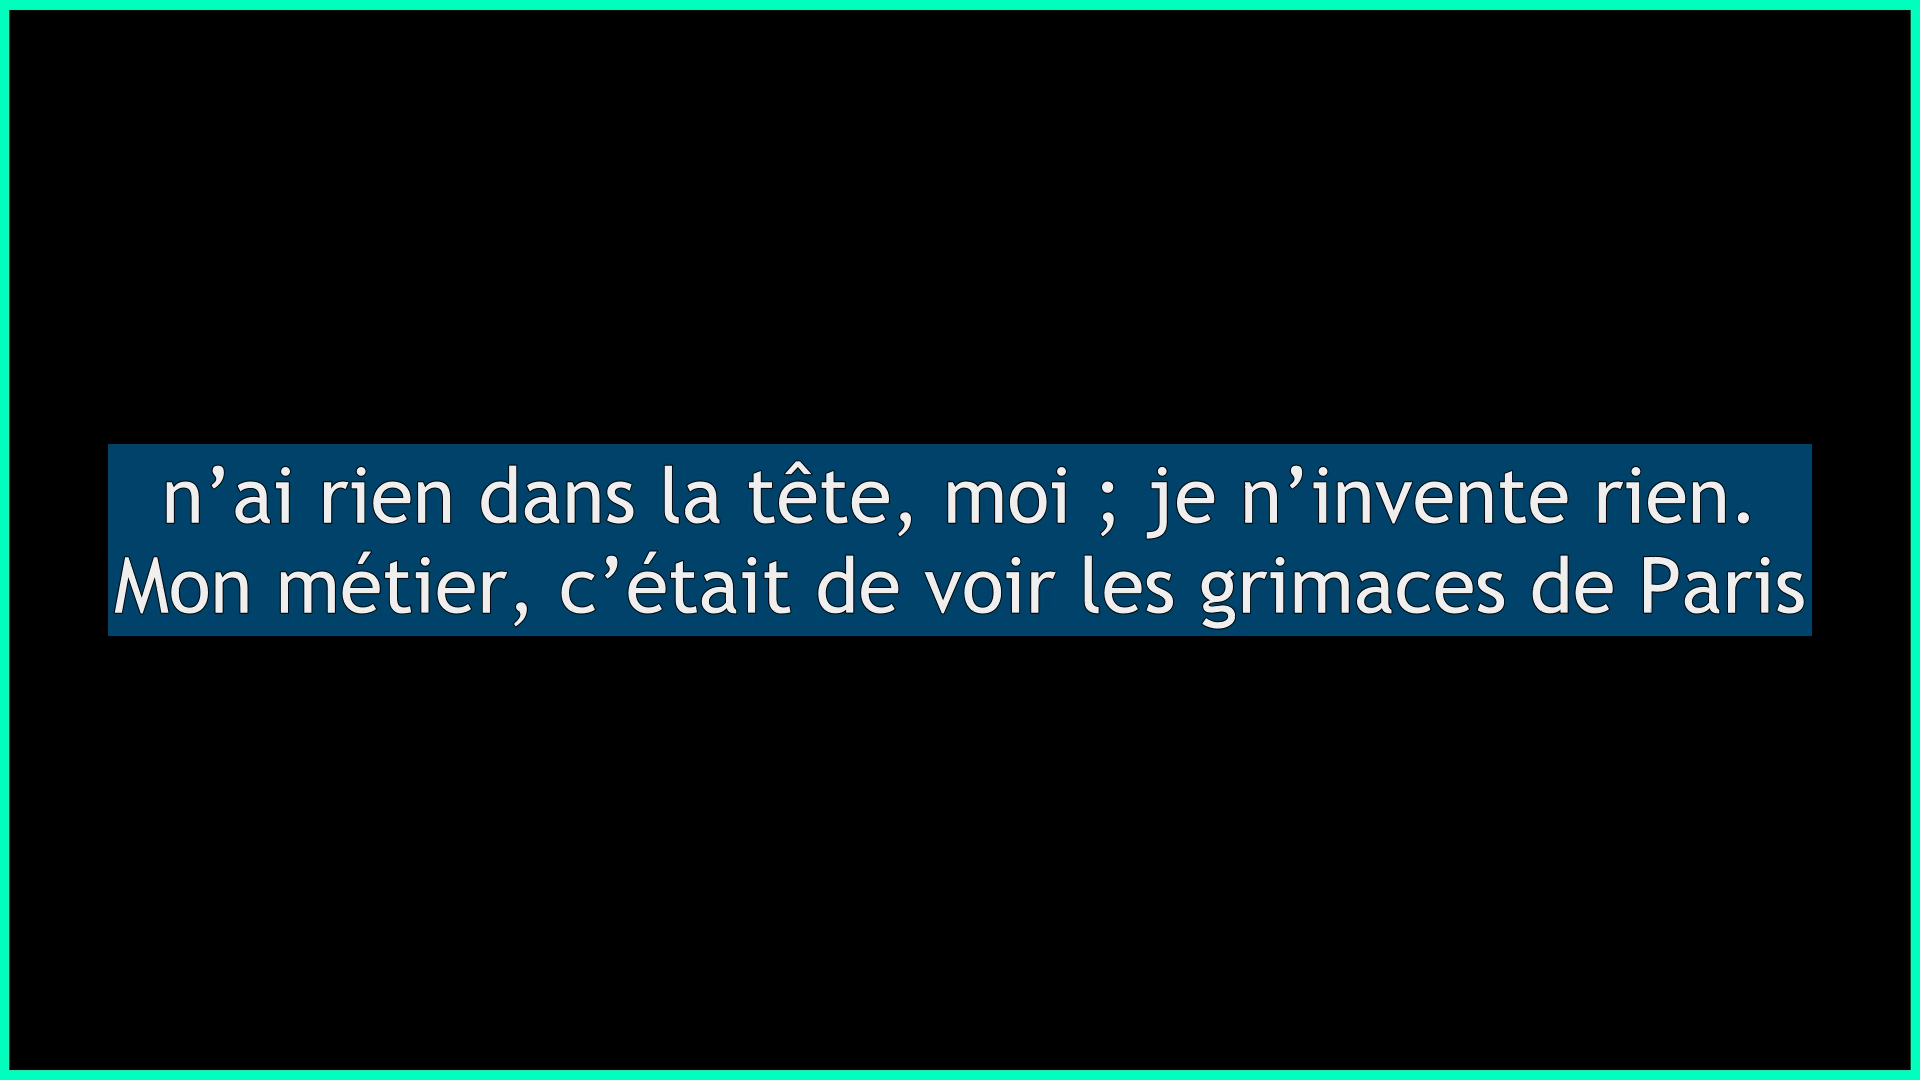 n’ai rien dans la tête, moi ; je n’invente rien.
Mon métier, c’était de voir les grimaces de Paris